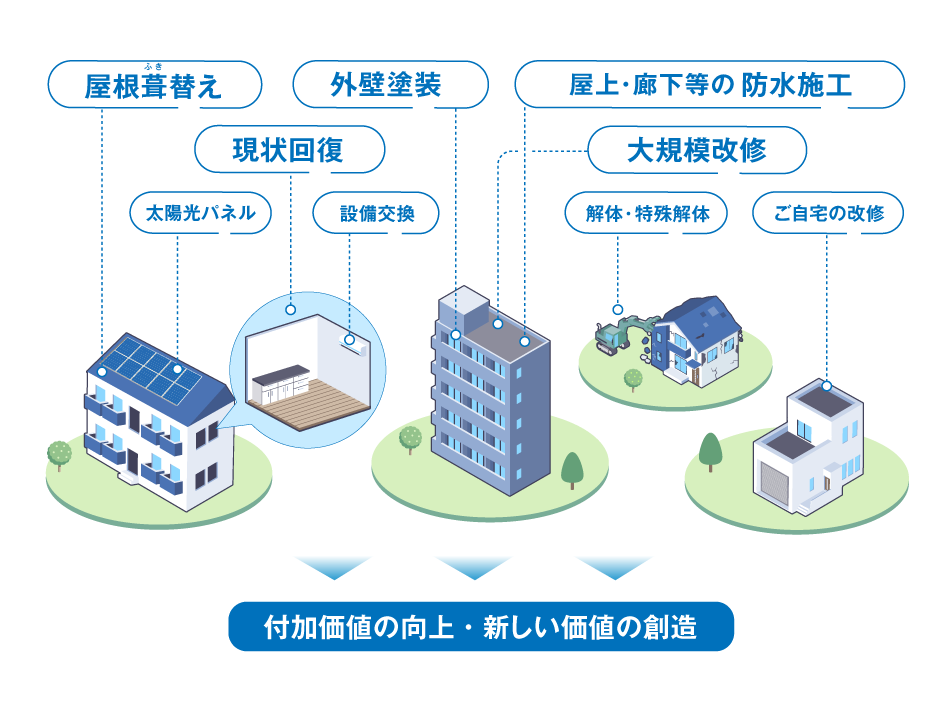 ふき
屋根葺替え
外壁塗装
屋上・廊下等の 防水施工
現状回復
大規模改修
太陽光パネル
設備交換
解体・特殊解体
ご自宅の改修
付加価値の向上・新しい価値の創造